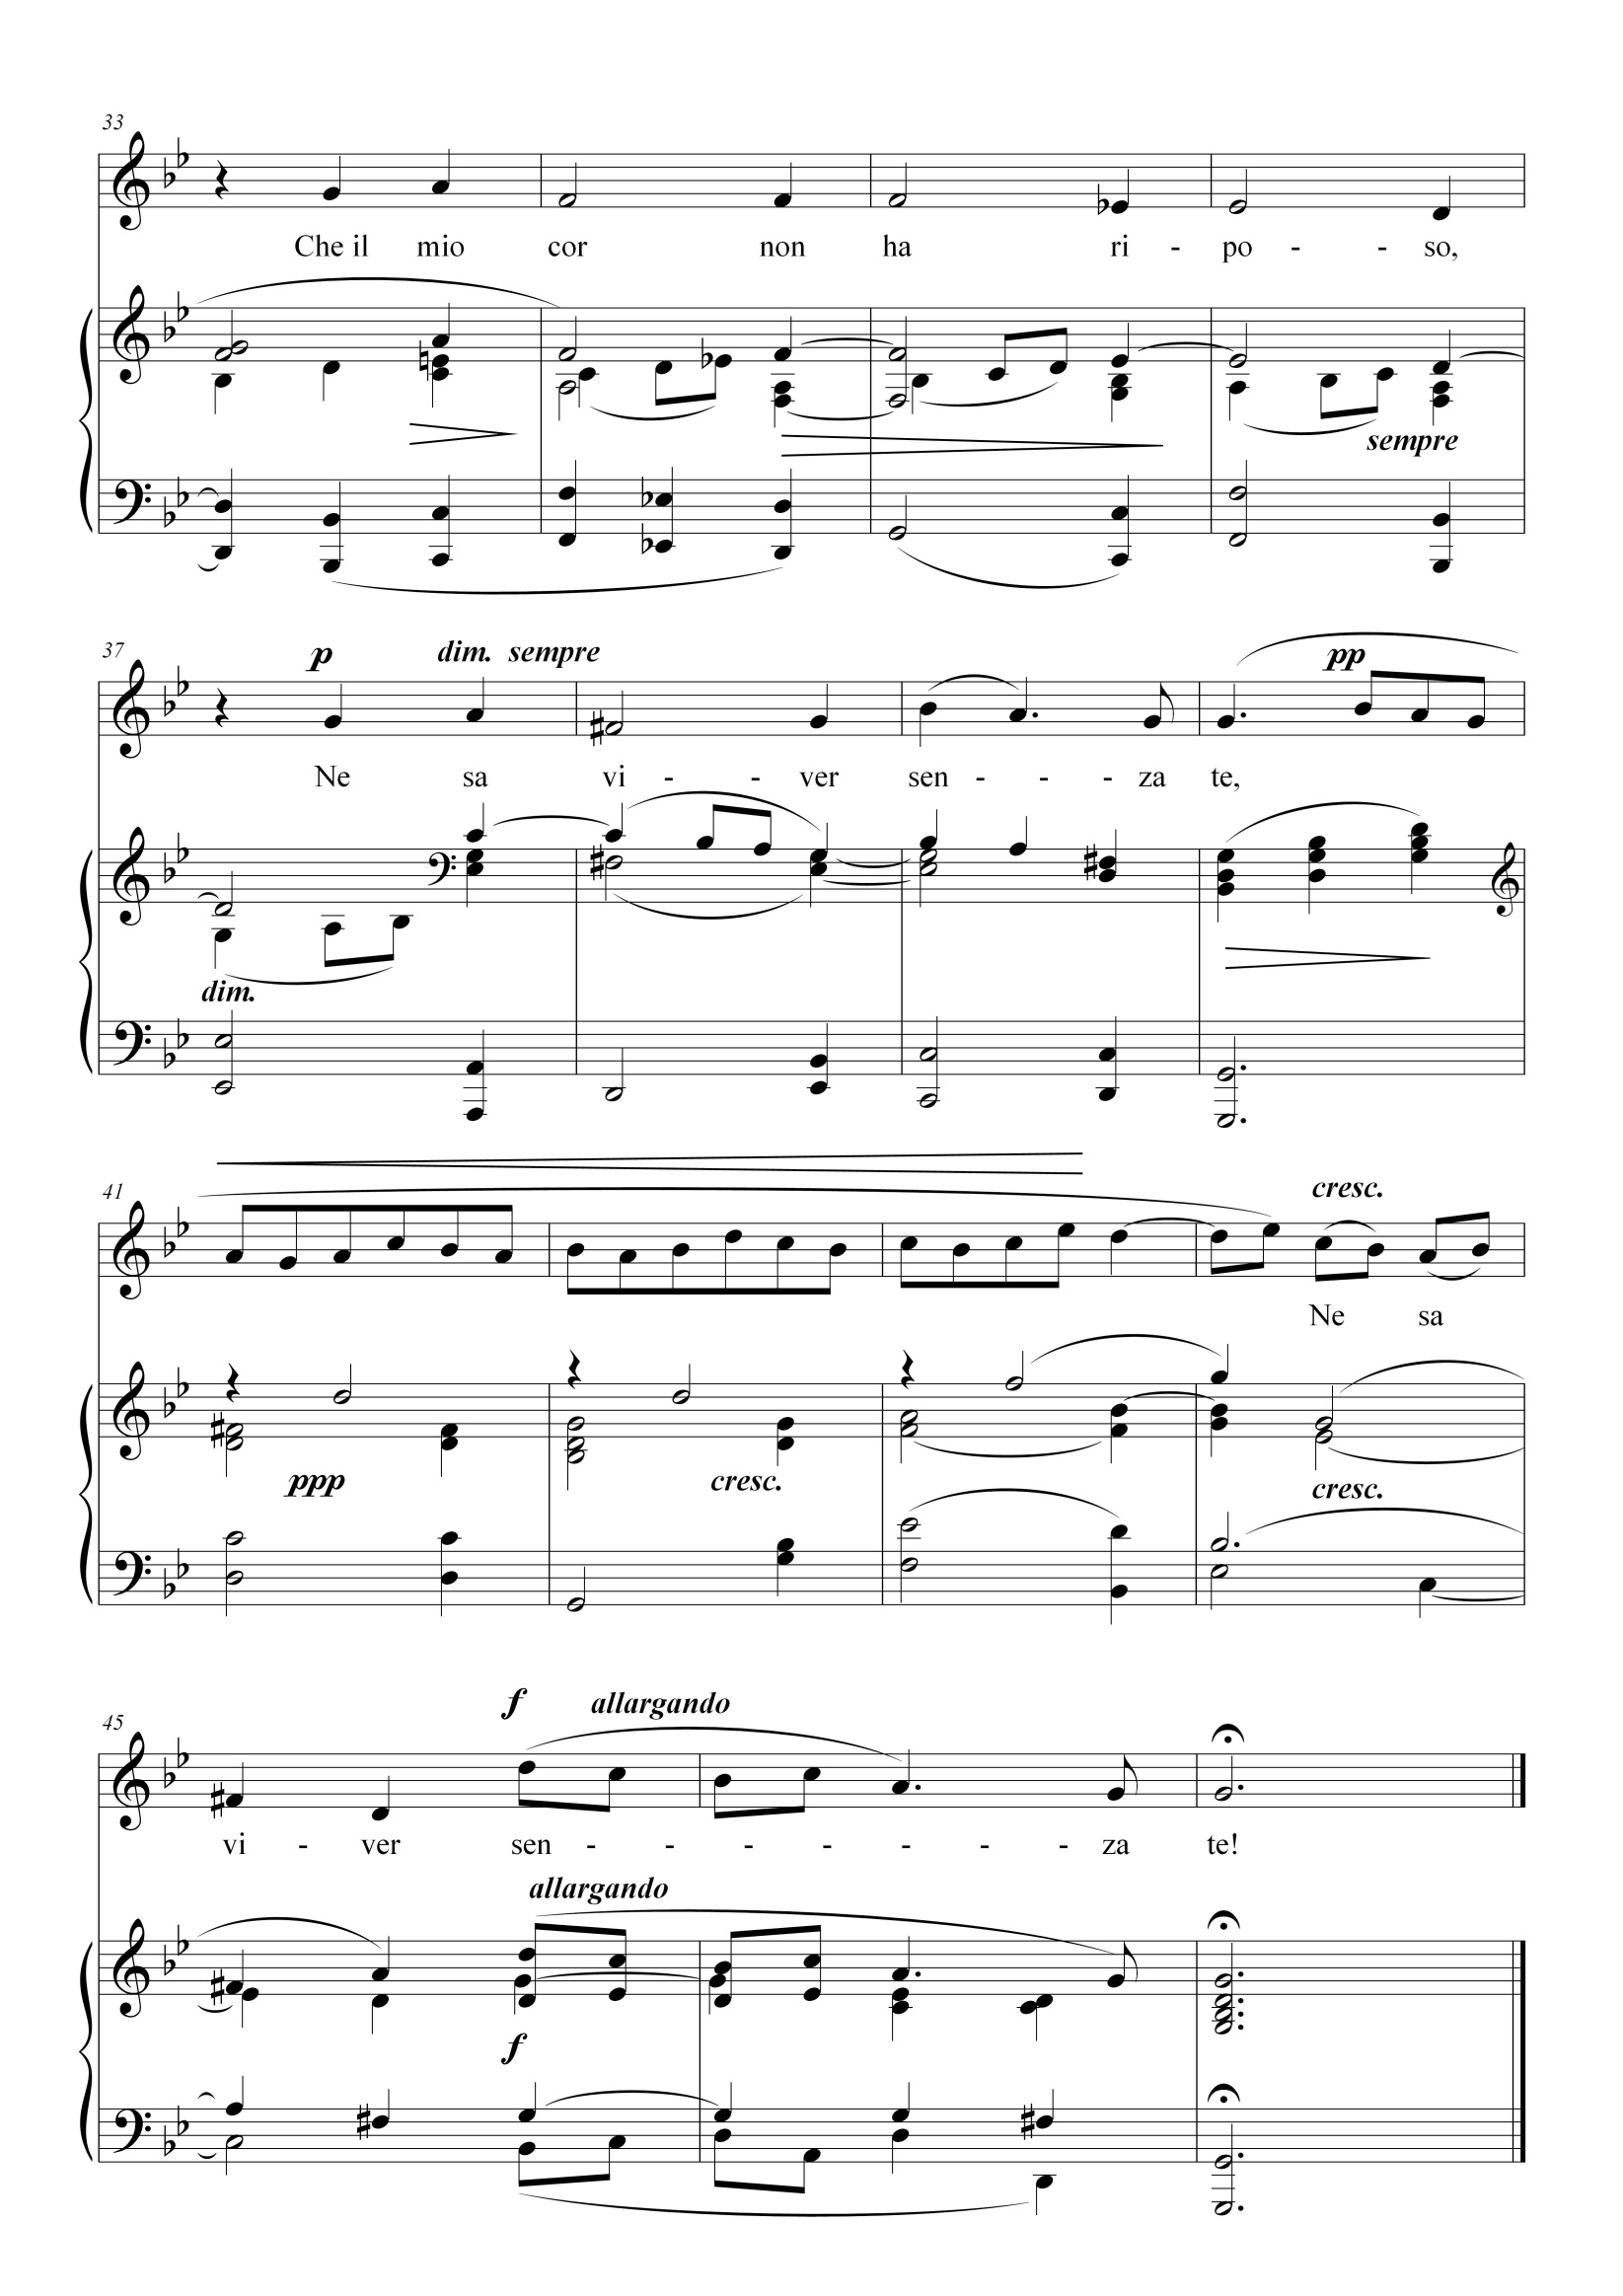 33
Che il mio cor non ha ri - po - - so,
sempre
37
p dim. sempre pp
Ne sa vi - - ver sen - - - za te,
dim.
41
cresc.
Ne sa
ppp cresc. cresc.
45
f allargando
vi - ver sen - - - - - - - za te!
allargando
f